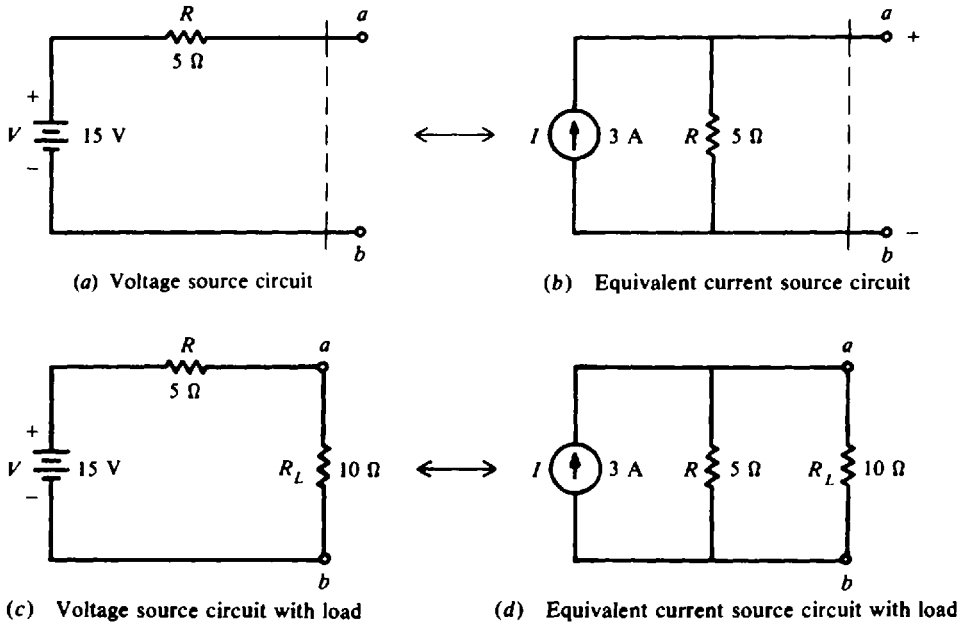 R
5 Ω
a
+
V
15 V
−
b
(a) Voltage source circuit
a
+
I
3 A
R
5 Ω
−
b
(b) Equivalent current source circuit
R
5 Ω
a
+
V
15 V
−
R_L
10 Ω
b
(c) Voltage source circuit with load
a
I
3 A
R
5 Ω
R_L
10 Ω
b
(d) Equivalent current source circuit with load